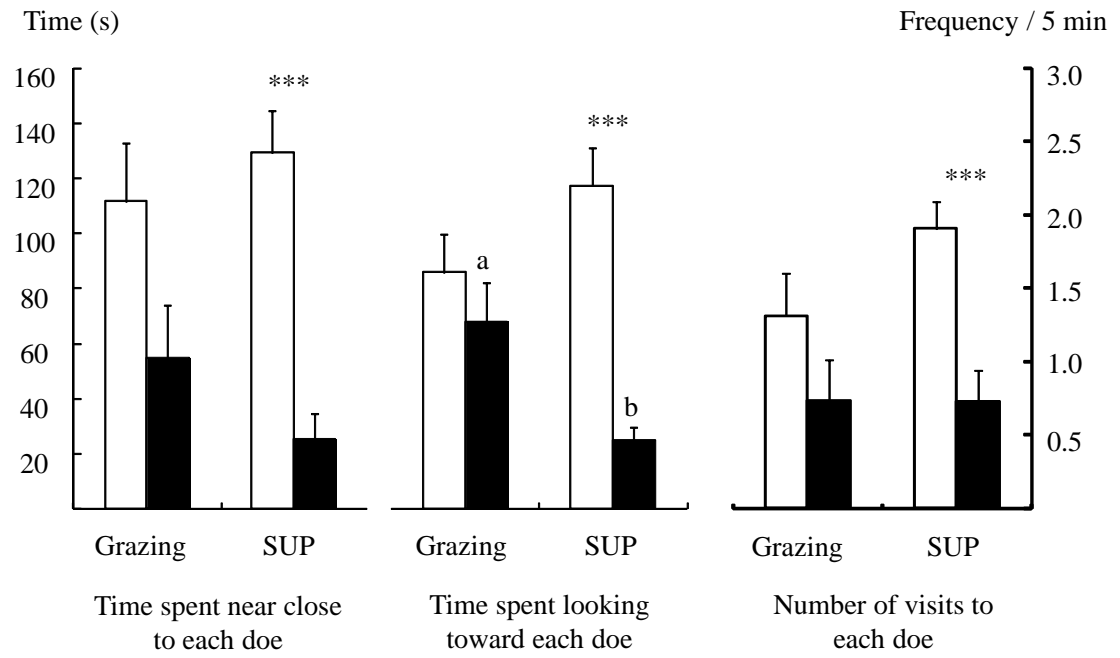 Time (s)
Frequency / 5 min
160
140
120
100
80
60
40
20
3.0
2.5
2.0
1.5
1.0
0.5
***
***
***
a
b
Grazing SUP
Grazing SUP
Grazing SUP
Time spent near close
to each doe
Time spent looking
toward each doe
Number of visits to
each doe